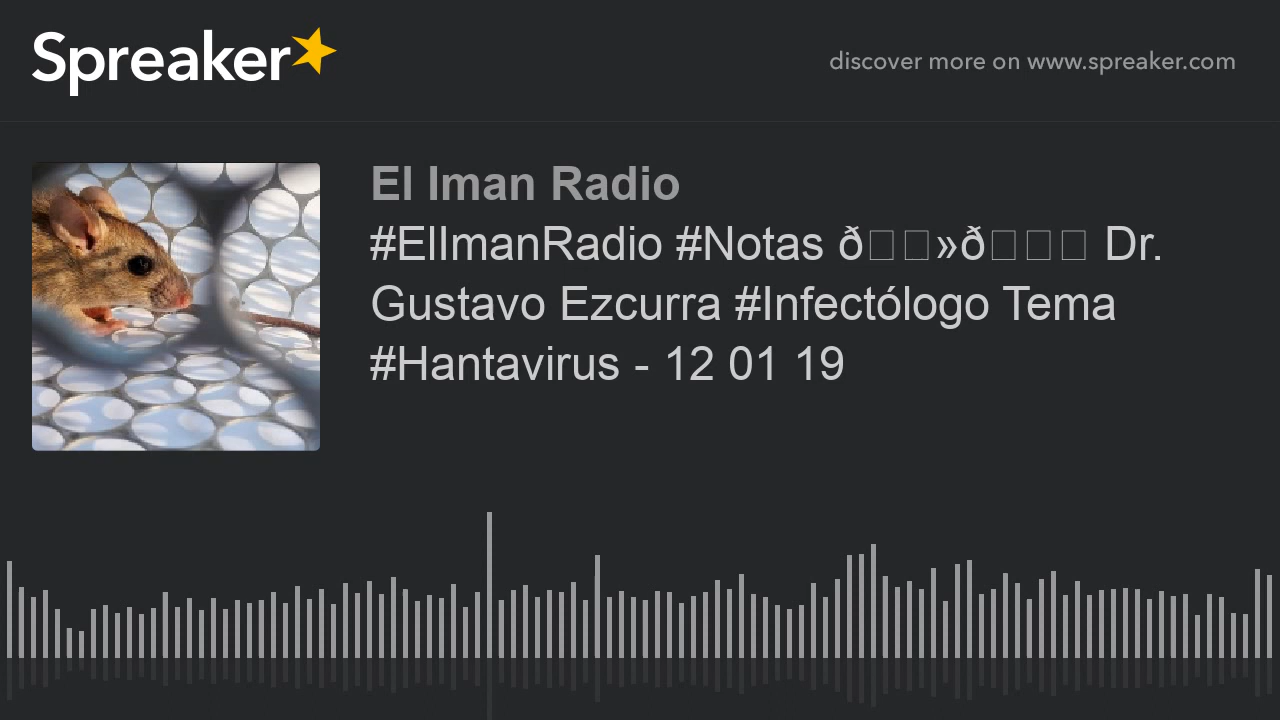 Spreaker
discover more on www.spreaker.com
El Iman Radio
#ElImanRadio #Notas ð□□»ð□□□ Dr.
Gustavo Ezcurra #Infectólogo Tema
#Hantavirus - 12 01 19